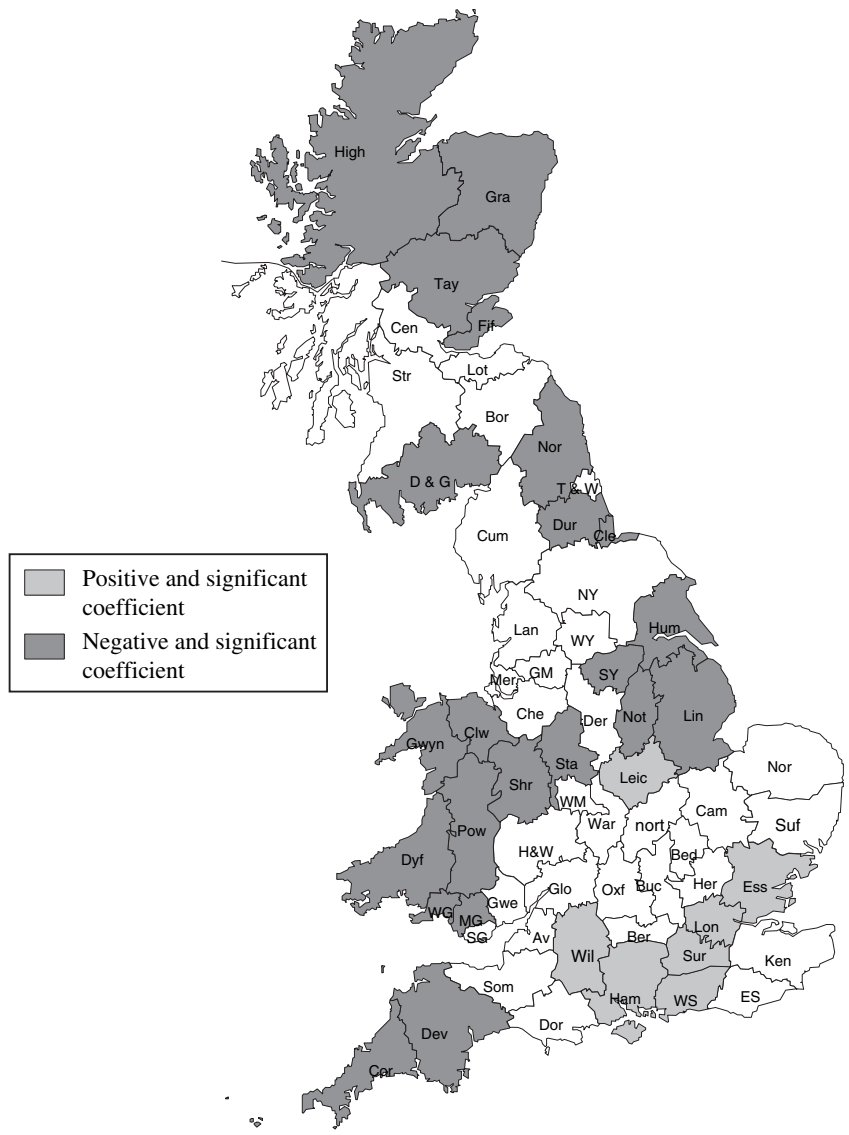 High
Gra
Tay
Fif
Cen
Lot
Str
Bor
Nor
D & G
T & W
Dur
Cle
Cum
Positive and significant
coefficient
Negative and significant
coefficient
NY
Hum
Lan
WY
GM
SY
Mer
Che
Der
Not
Lin
Gwyn
Clw
Sta
Shr
Leic
Nor
WM
Cam
War
nort
Suf
Pow
H&W
Bed
Dyf
Glo
Oxf
Buc
Her
Ess
Gwe
WG
MG
SG
Av
Ber
Lon
Wil
Sur
Ken
Som
Ham
WS
ES
Dor
Dev
Cor